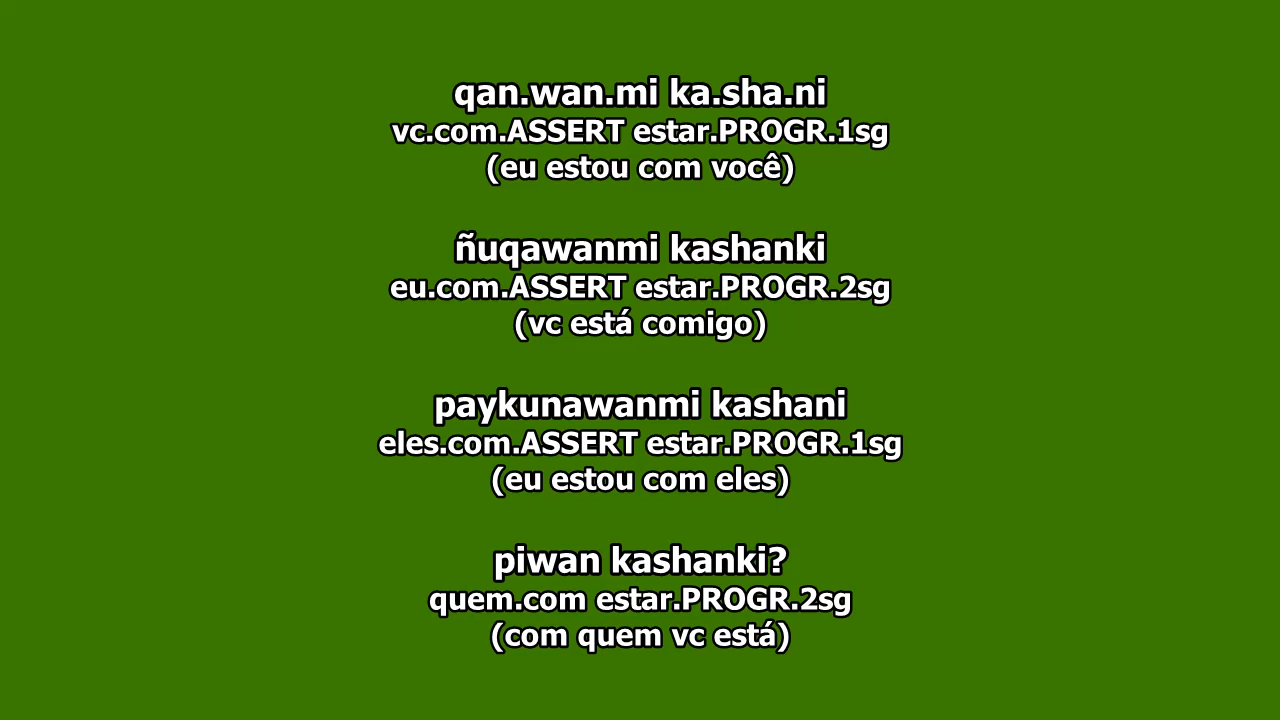 qan.wan.mi ka.sha.ni
vc.com.ASSERT estar.PROGR.1sg
(eu estou com você)
ñuqawanmi kashanki
eu.com.ASSERT estar.PROGR.2sg
(vc está comigo)
paykunawanmi kashani
eles.com.ASSERT estar.PROGR.1sg
(eu estou com eles)
piwan kashanki?
quem.com estar.PROGR.2sg
(com quem vc está)